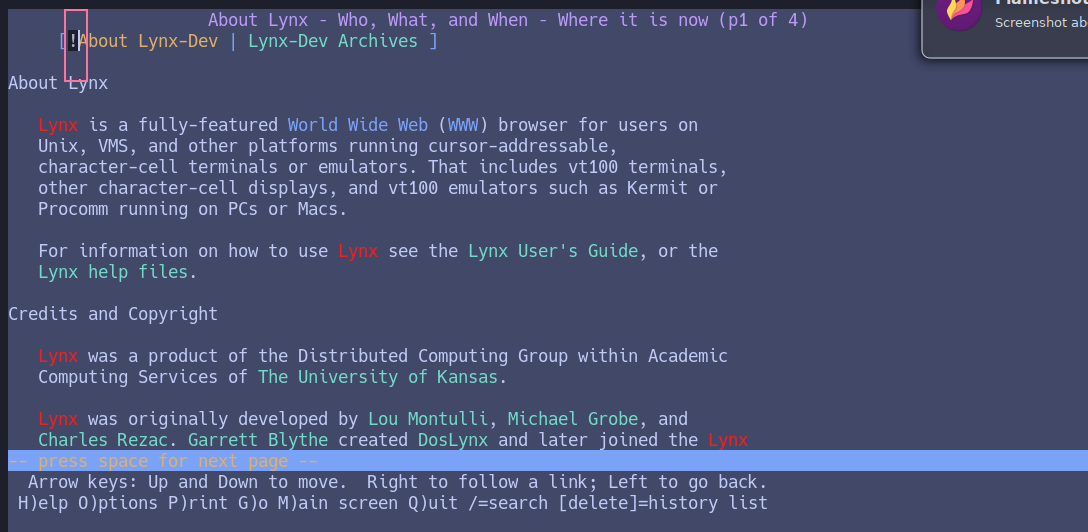 About Lynx - Who, What, and When - Where it is now (p1 of 4)
[ !About Lynx-Dev | Lynx-Dev Archives ]
Screenshot ab
About Lynx
Lynx is a fully-featured World Wide Web (WWW) browser for users on
Unix, VMS, and other platforms running cursor-addressable,
character-cell terminals or emulators. That includes vt100 terminals,
other character-cell displays, and vt100 emulators such as Kermit or
Procomm running on PCs or Macs.
For information on how to use Lynx see the Lynx User's Guide, or the
Lynx help files.
Credits and Copyright
Lynx was a product of the Distributed Computing Group within Academic
Computing Services of The University of Kansas.
Lynx was originally developed by Lou Montulli, Michael Grobe, and
Charles Rezac. Garrett Blythe created DosLynx and later joined the Lynx
-- press space for next page --
Arrow keys: Up and Down to move. Right to follow a link; Left to go back.
H)elp O)ptions P)rint G)o M)ain screen Q)uit /=search [delete]=history list